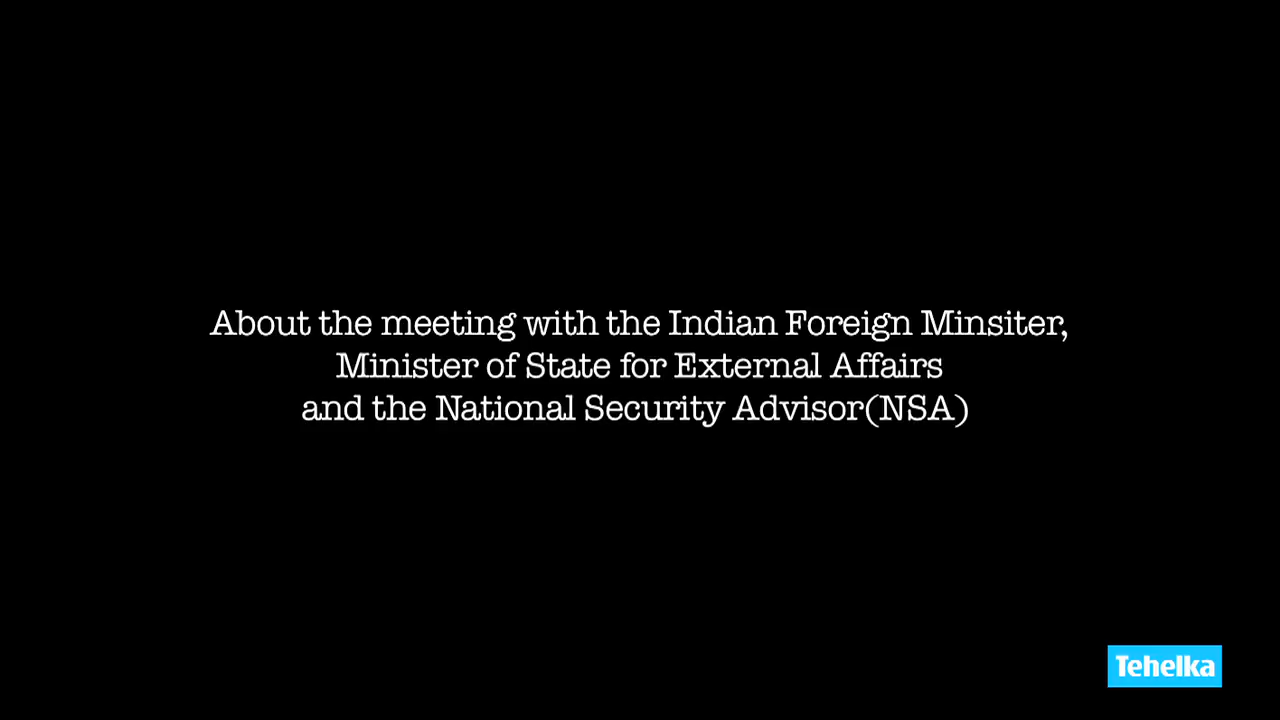 About the meeting with the Indian Foreign Minsiter,
Minister of State for External Affairs
and the National Security Advisor(NSA)
Tehelka